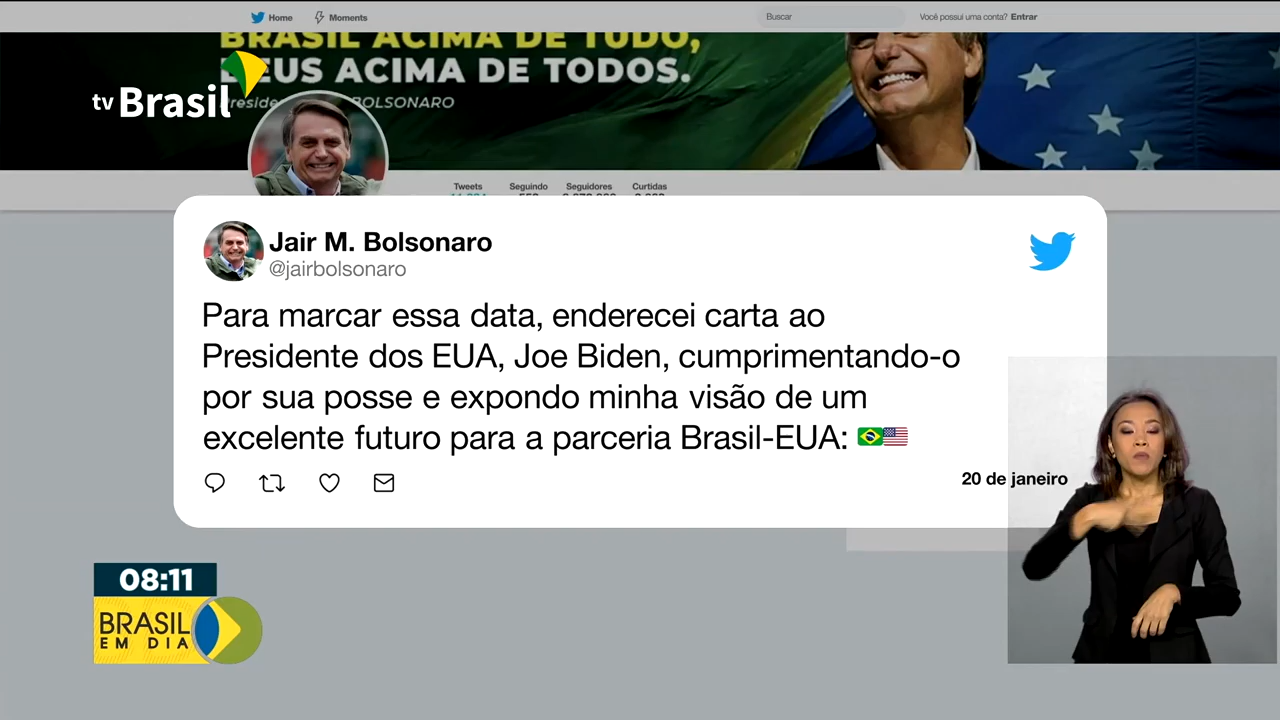 Home
Moments
Buscar
Você possui uma conta? Entrar
BRASIL ACIMA DE TUDO,
DEUS ACIMA DE TODOS.
BOLSONARO
tv Brasil
Tweets Seguindo Seguidores Curtidas
Jair M. Bolsonaro
@jairbolsonaro
Para marcar essa data, enderecei carta ao
Presidente dos EUA, Joe Biden, cumprimentando-o
por sua posse e expondo minha visão de um
excelente futuro para a parceria Brasil-EUA: 🇧🇷🇺🇸
20 de janeiro
08:11
BRASIL
EM DIA